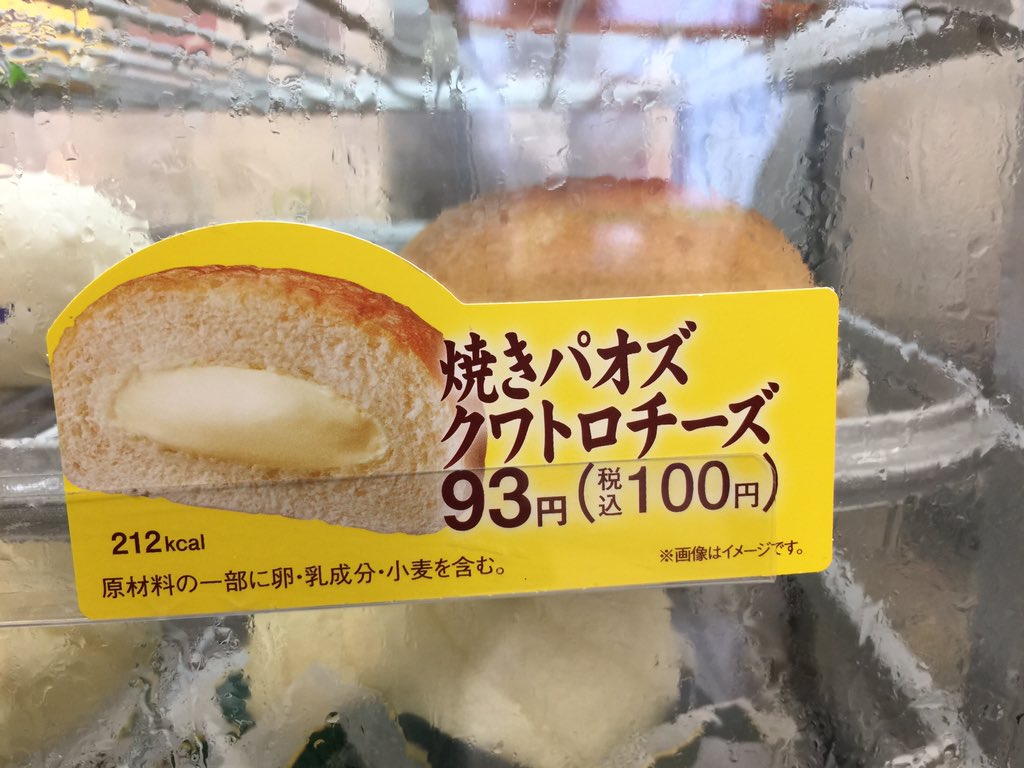 焼きパオズ
クワトロチーズ
93円(税込100円)
212kcal
※画像はイメージです。
原材料の一部に卵・乳成分・小麦を含む。